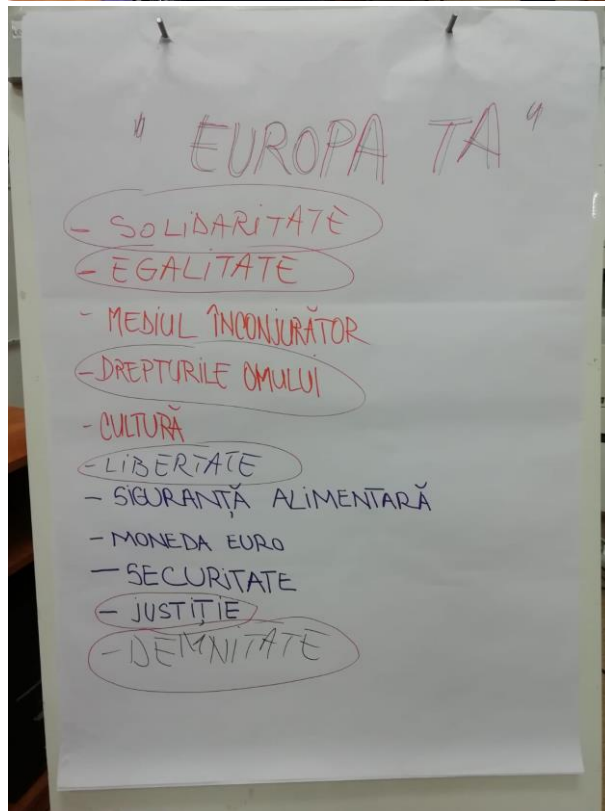 " EUROPA TA "
- SOLIDARITATE
- EGALITATE
- MEDIUL ÎNCONJURĂTOR
- DREPTURILE OMULUI
- CULTURĂ
- LIBERTATE
- SIGURANȚĂ ALIMENTARĂ
- MONEDA EURO
- SECURITATE
- JUSTIȚIE
- DEMNITATE